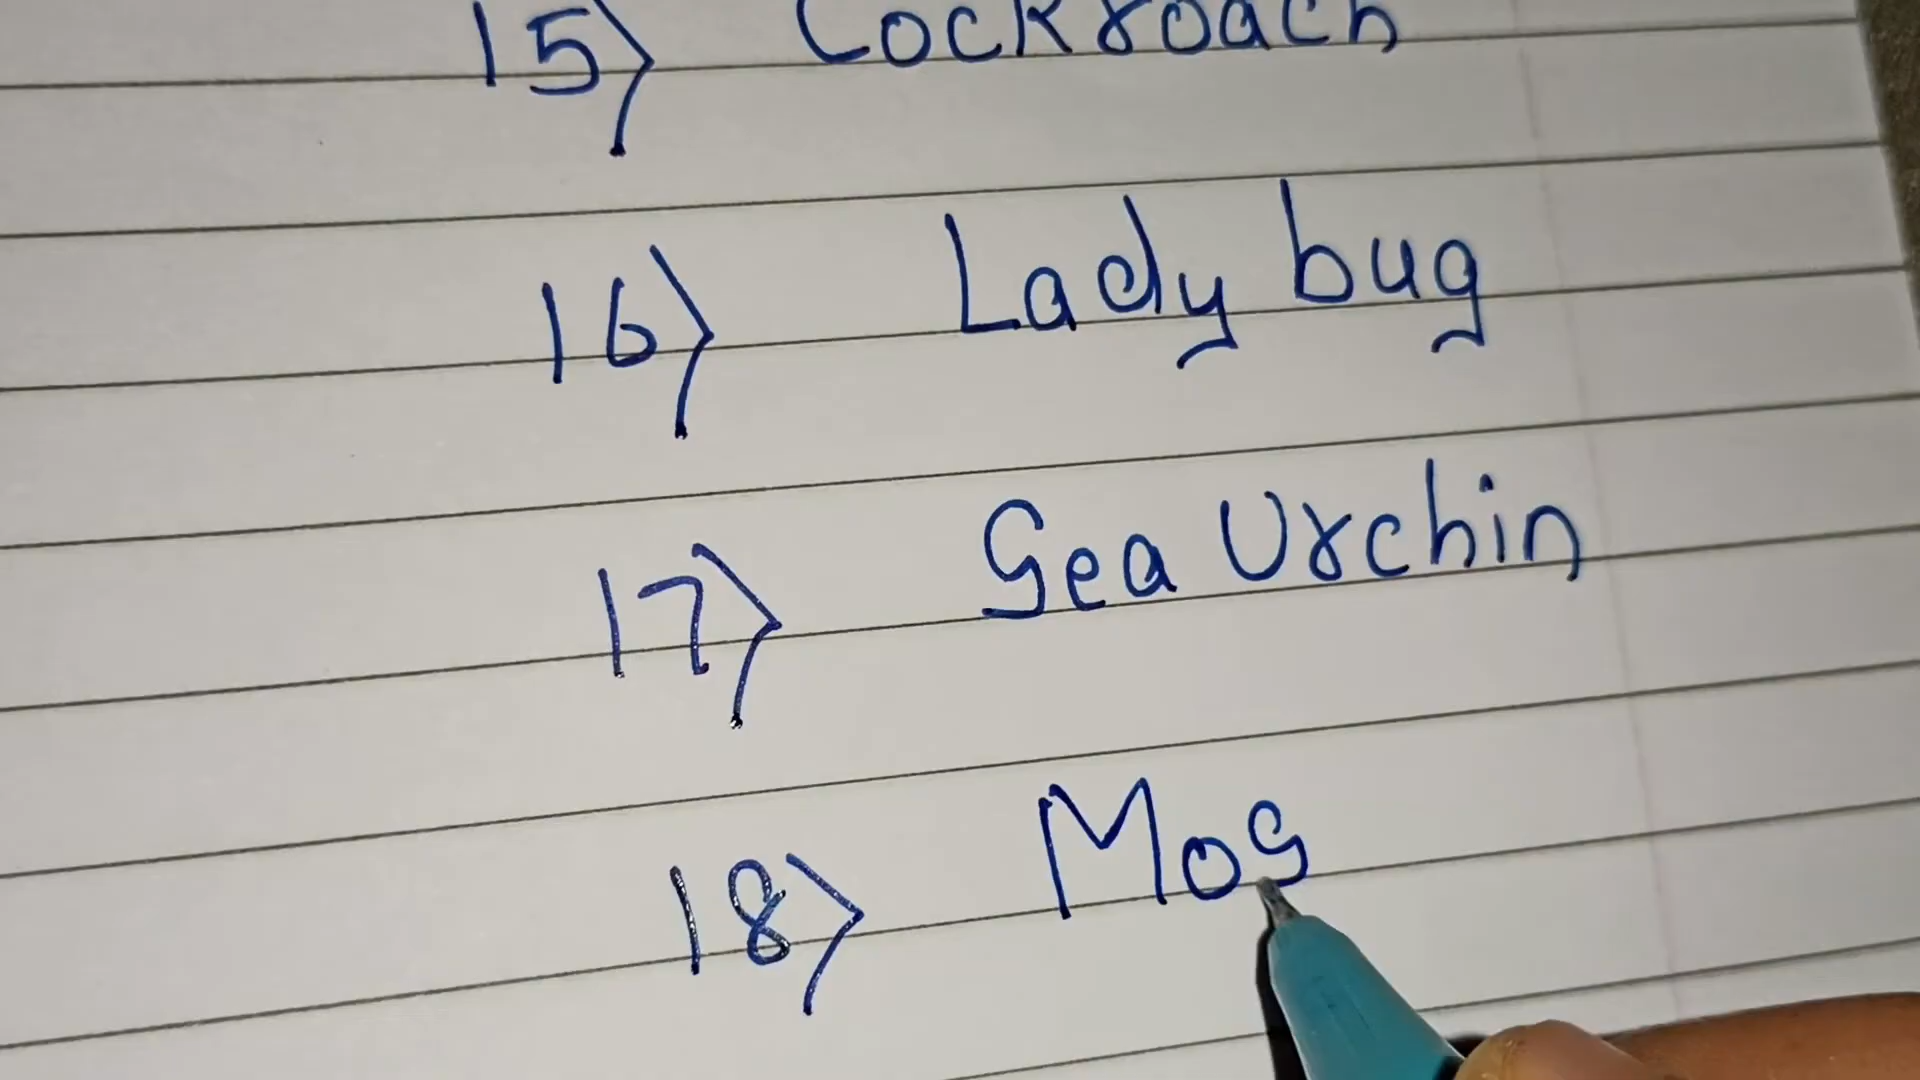 15) Cockroach
16) Lady bug
17) Sea Urchin
18) Mos